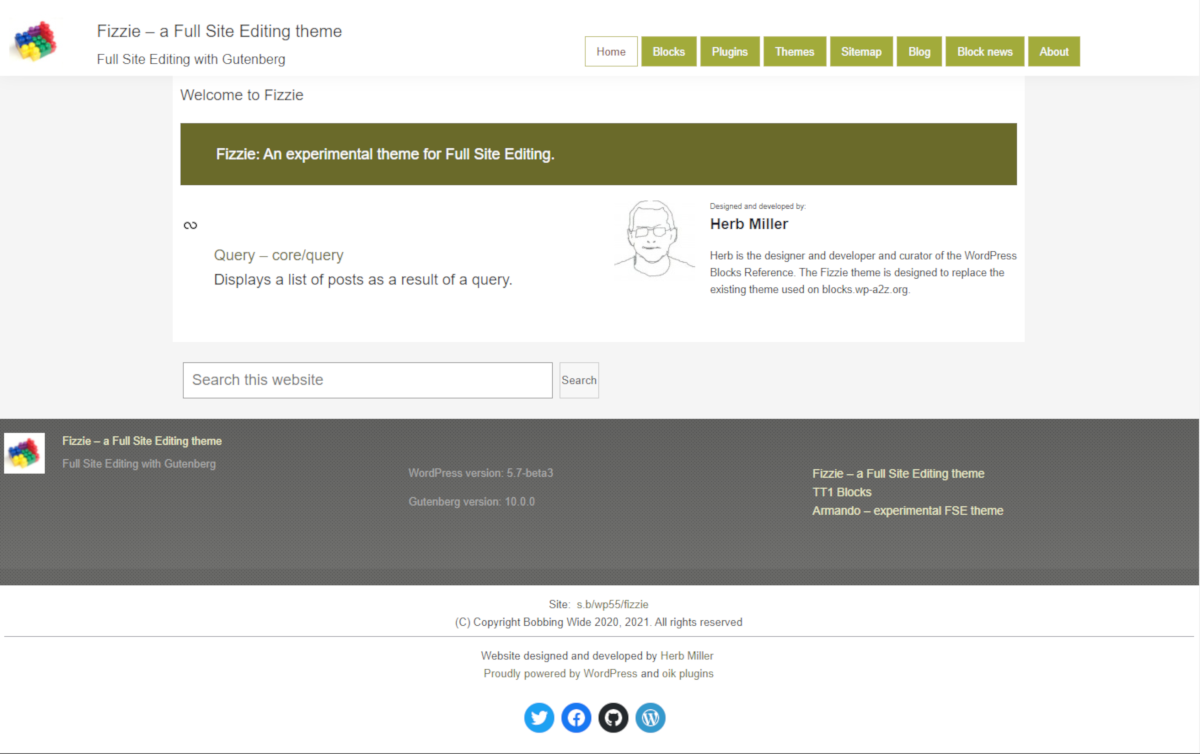 Fizzie – a Full Site Editing theme
Full Site Editing with Gutenberg
Home Blocks Plugins Themes Sitemap Blog Block news About
Welcome to Fizzie
Fizzie: An experimental theme for Full Site Editing.
Query – core/query
Displays a list of posts as a result of a query.
Designed and developed by:
Herb Miller
Herb is the designer and developer and curator of the WordPress
Blocks Reference. The Fizzie theme is designed to replace the
existing theme used on blocks.wp-a2z.org.
Search this website Search
Fizzie – a Full Site Editing theme
Full Site Editing with Gutenberg
WordPress version: 5.7-beta3
Gutenberg version: 10.0.0
Fizzie – a Full Site Editing theme
TT1 Blocks
Armando – experimental FSE theme
Site: s.b/wp55/fizzie
(C) Copyright Bobbing Wide 2020, 2021. All rights reserved
Website designed and developed by Herb Miller
Proudly powered by WordPress and oik plugins